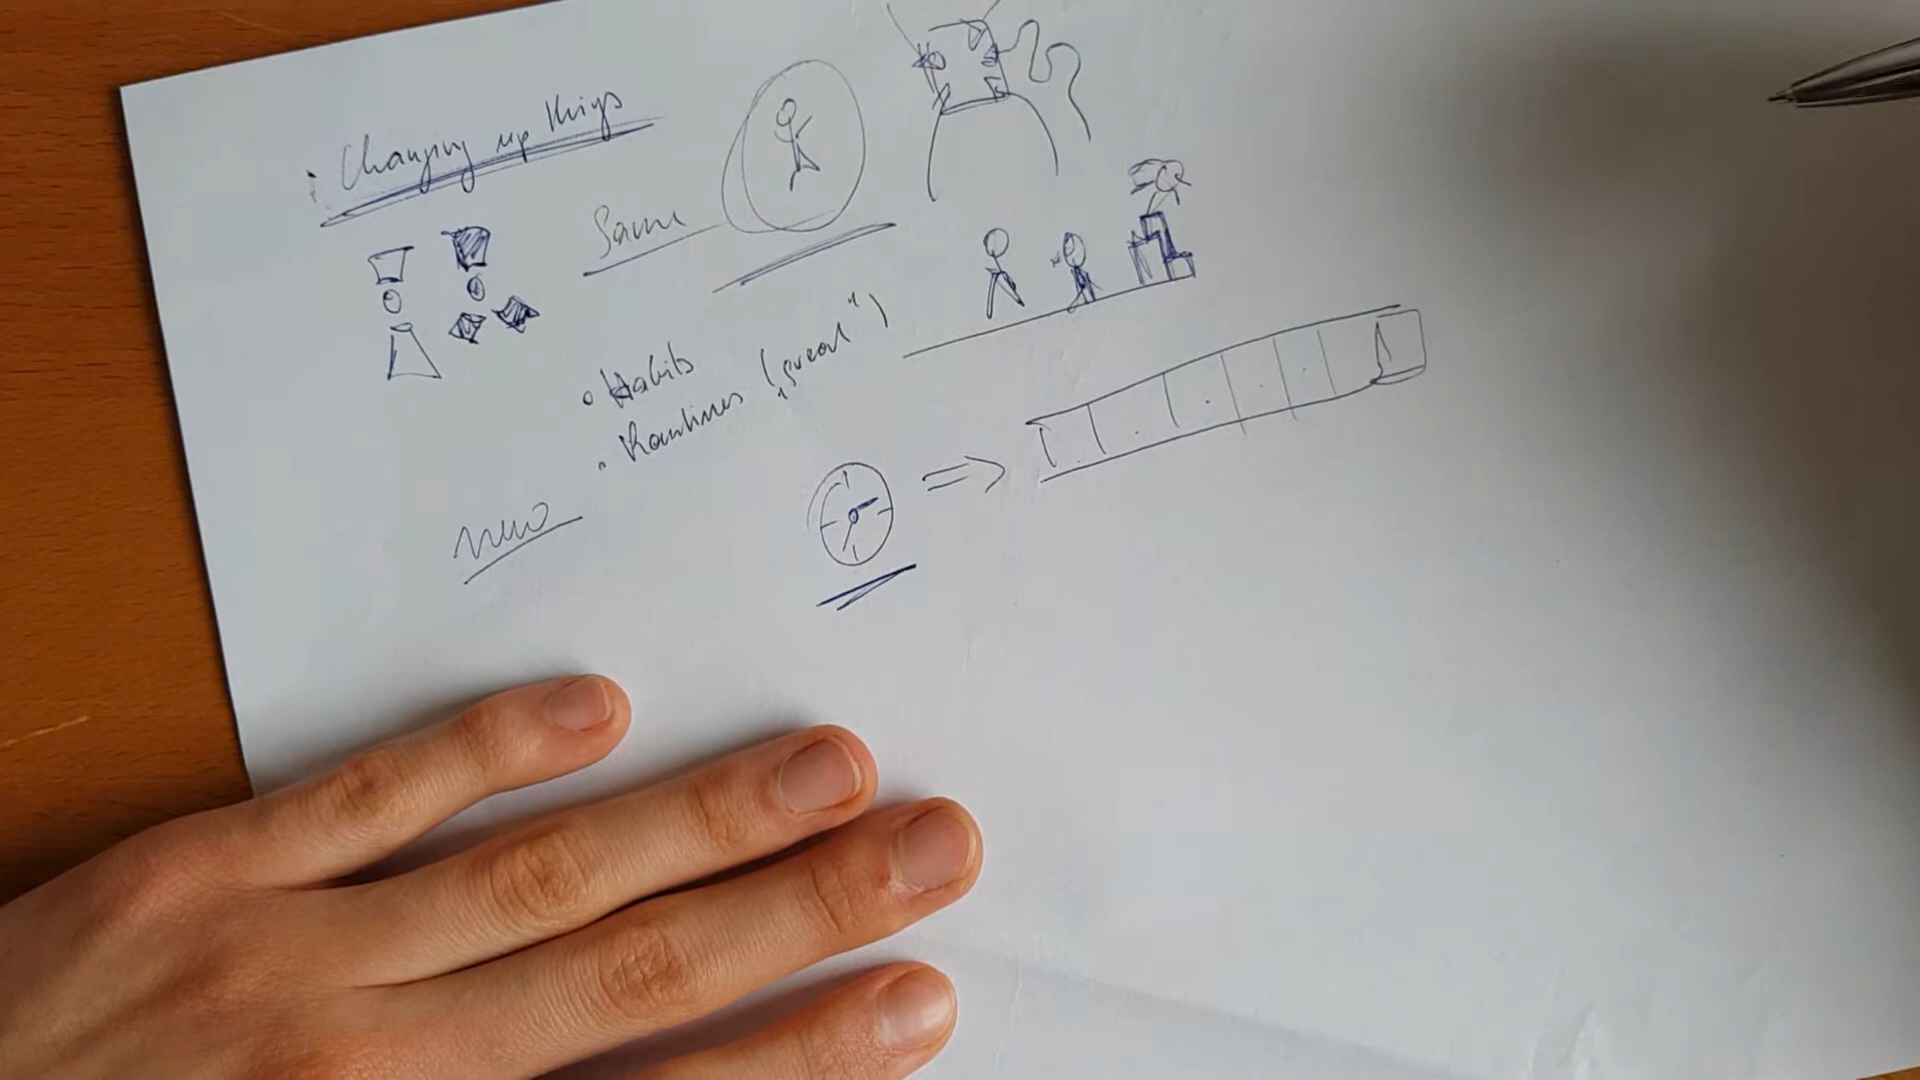 • Changing up things
Same
• Habits
• Routines („great“)
new